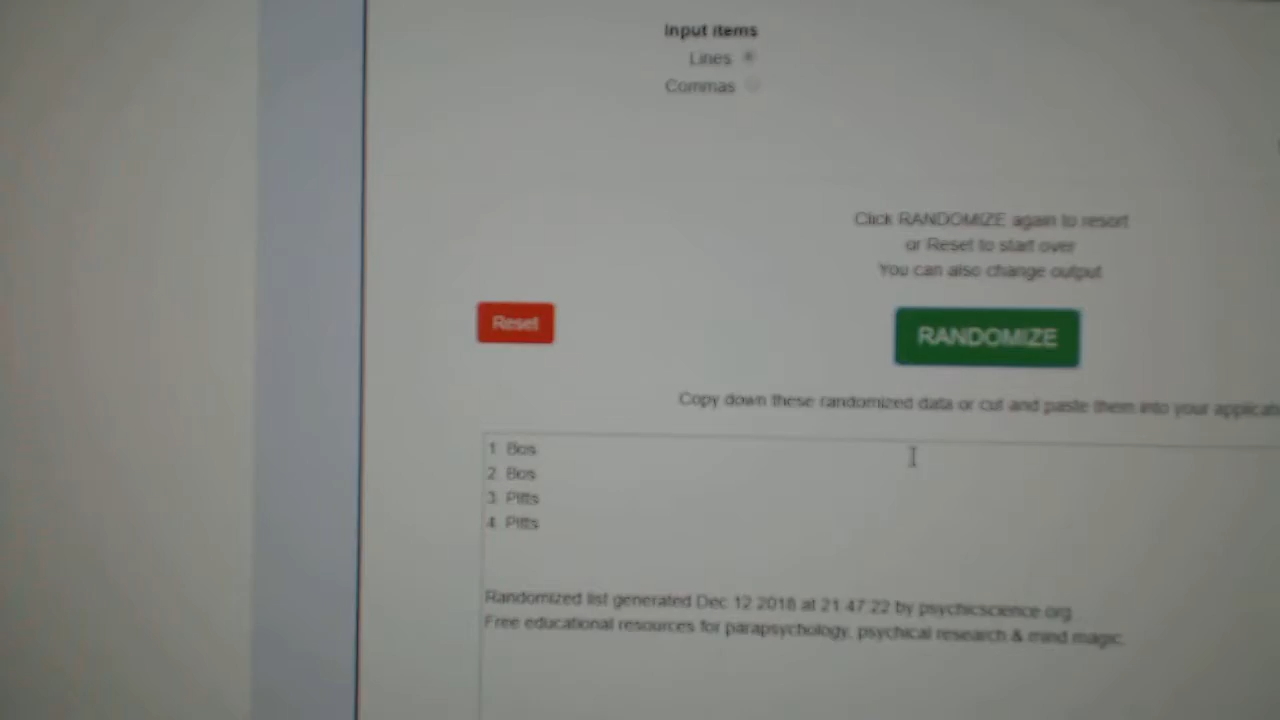 Input items
Lines
Commas
Click RANDOMIZE again to resort
or Reset to start over
You can also change output
Reset
RANDOMIZE
Copy down these randomized data or cut and paste them into your applicat
1. Bos
2. Bos
3. Pitts
4. Pitts
Randomized list generated Dec 12 2018 at 21:47:22 by psychicscience.org
Free educational resources for parapsychology, psychical research & mind magic.